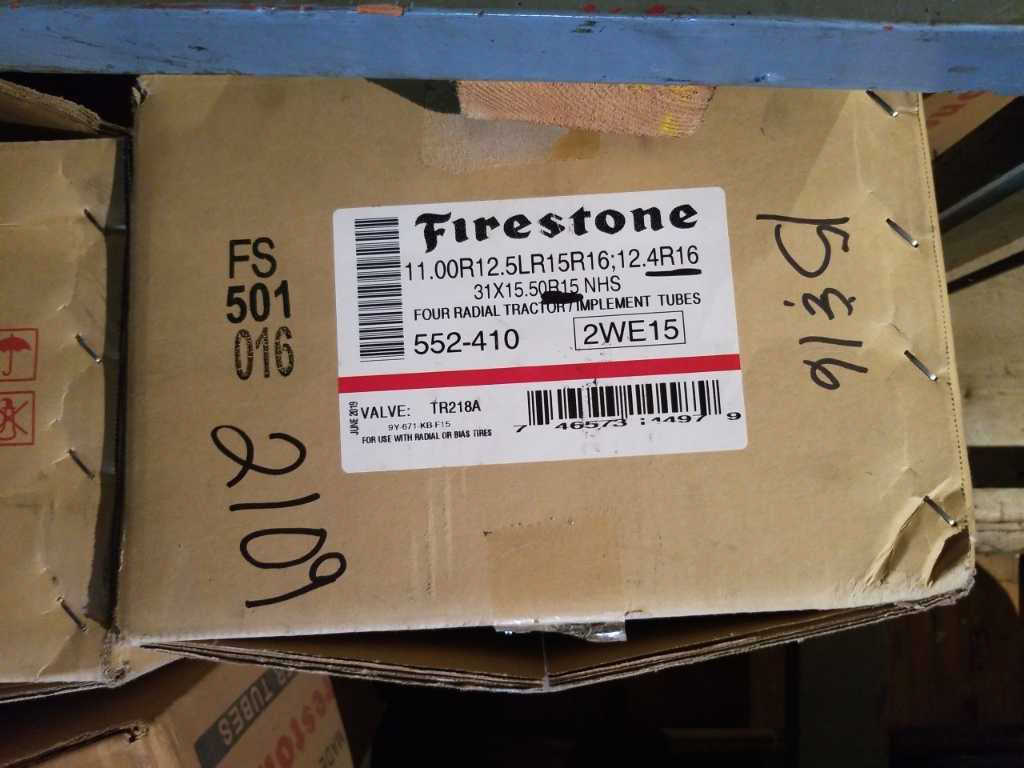 FS
501
016
2109
Firestone
11.00R12.5LR15R16;12.4R16
31X15.50R15 NHS
FOUR RADIAL TRACTOR/IMPLEMENT TUBES
552-410 2WE15
JUNE 2019
VALVE: TR218A
9Y-671-KB-F15
FOR USE WITH RADIAL OR BIAS TIRES
7 46573 14497 9
TUBES
MADE